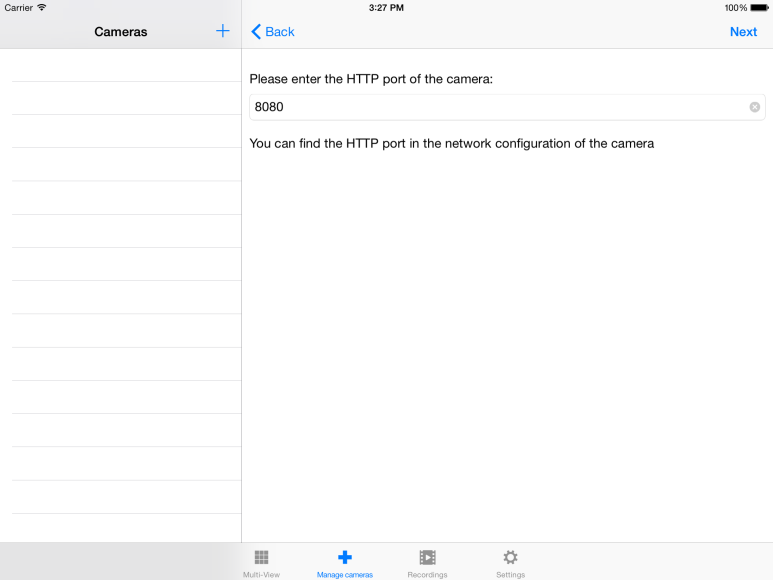 Carrier 3:27 PM 100%
Cameras + Back Next
Please enter the HTTP port of the camera:
8080
You can find the HTTP port in the network configuration of the camera
Multi-View Manage cameras Recordings Settings